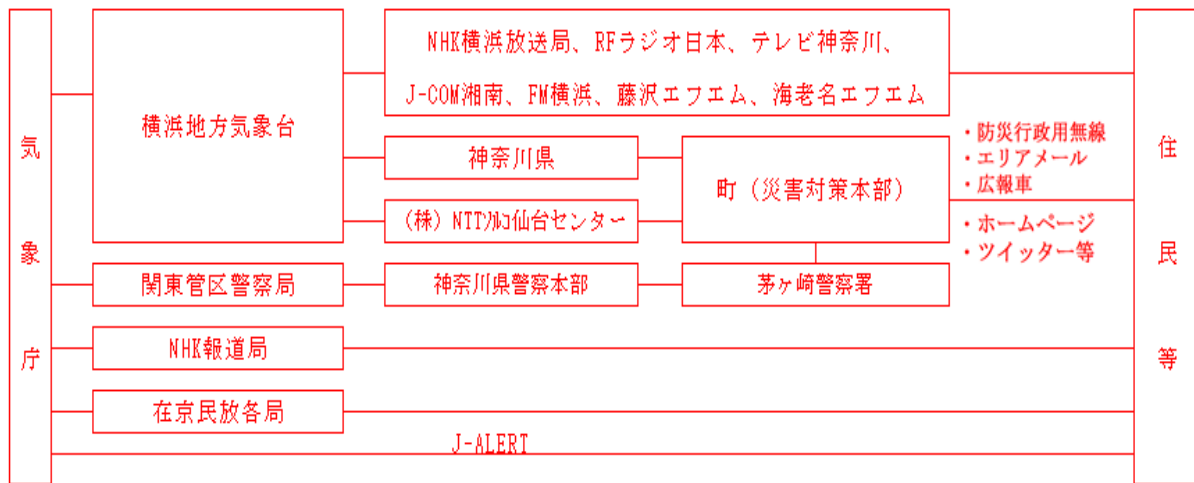 気象庁
横浜地方気象台
NHK横浜放送局、RFラジオ日本、テレビ神奈川、
J-COM湘南、FM横浜、藤沢エフエム、海老名エフエム
神奈川県
(株)NTTソルコ仙台センター
町(災害対策本部)
・防災行政用無線
・エリアメール
・広報車
・ホームページ
・ツイッター等
関東管区警察局
神奈川県警察本部
茅ヶ崎警察署
NHK報道局
在京民放各局
J-ALERT
住民等